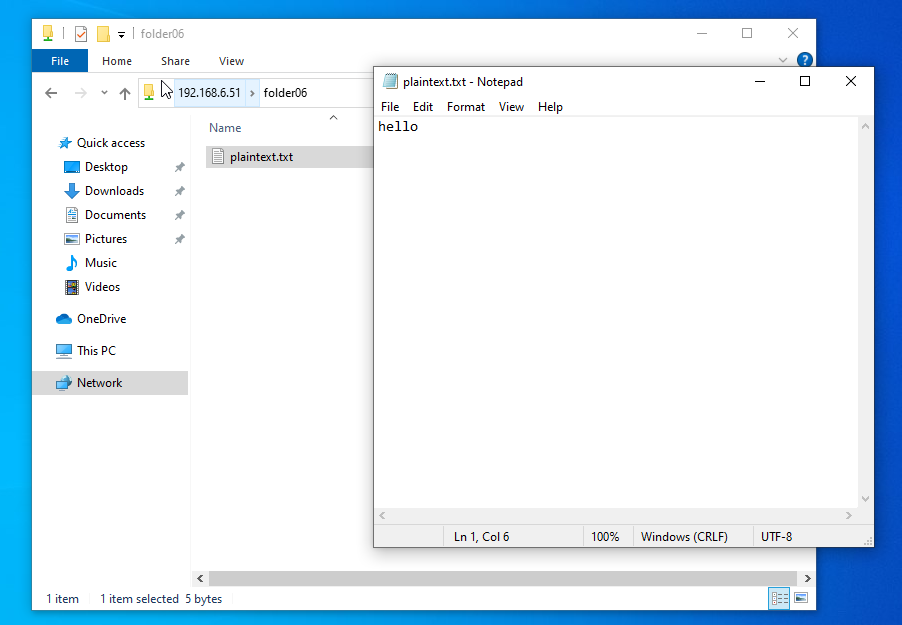 folder06
File Home Share View
192.168.6.51 folder06
Quick access
Desktop
Downloads
Documents
Pictures
Music
Videos
OneDrive
This PC
Network
Name
plaintext.txt
1 item 1 item selected 5 bytes
plaintext.txt - Notepad
File Edit Format View Help
hello
Ln 1, Col 6 100% Windows (CRLF) UTF-8